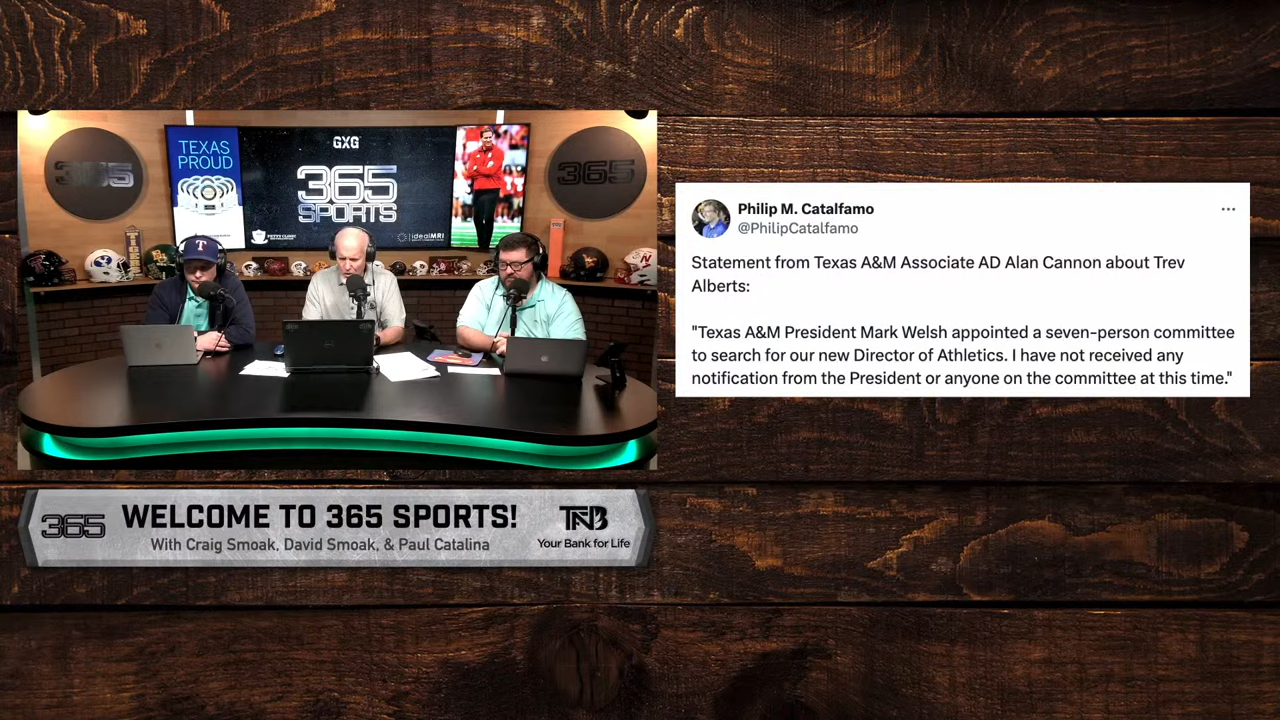 365
TEXAS
PROUD
GXG
365
SPORTS
PETTY CLINIC
idealMRI
365
T
Philip M. Catalfamo
@PhilipCatalfamo
Statement from Texas A&M Associate AD Alan Cannon about Trev
Alberts:
"Texas A&M President Mark Welsh appointed a seven-person committee
to search for our new Director of Athletics. I have not received any
notification from the President or anyone on the committee at this time."
365
WELCOME TO 365 SPORTS!
With Craig Smoak, David Smoak, & Paul Catalina
TFNB
Your Bank for Life